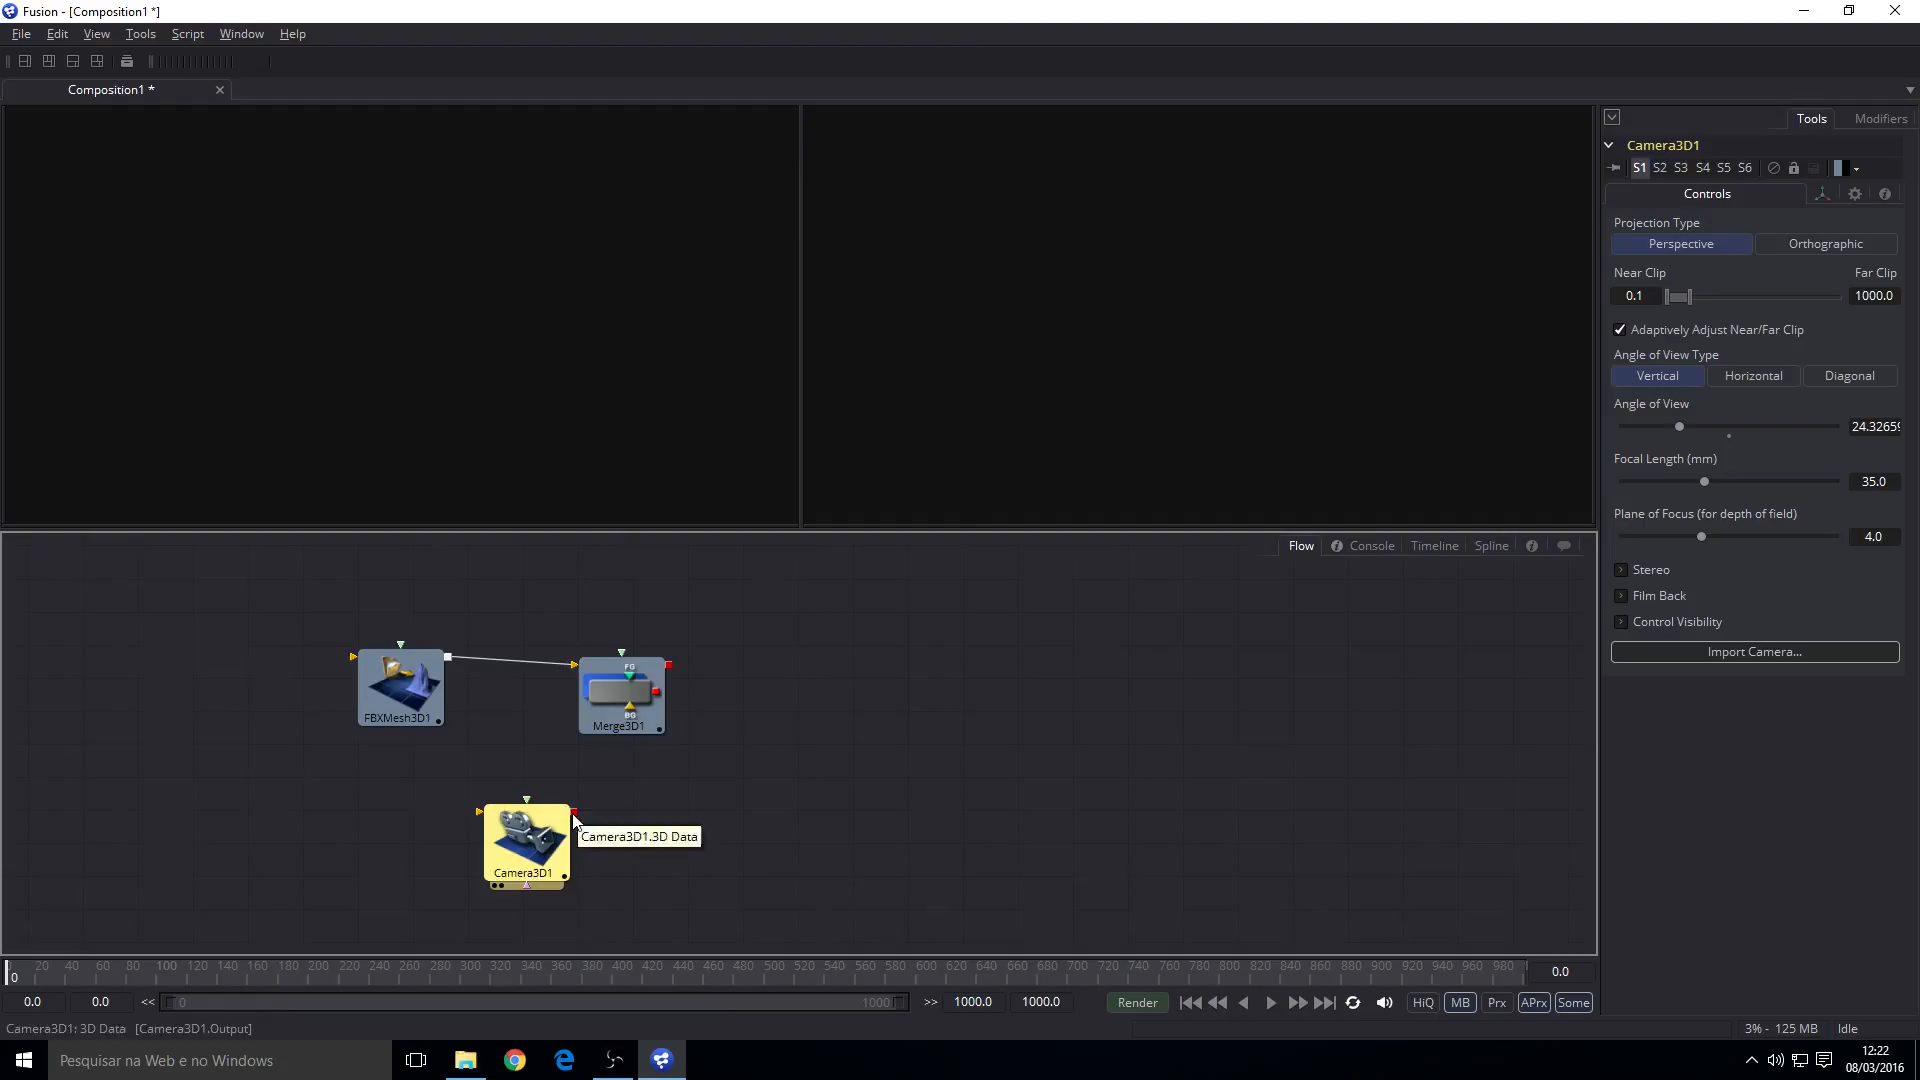 Fusion - [Composition1 *]
File Edit View Tools Script Window Help
Composition1 *
Tools Modifiers
Camera3D1
S1 S2 S3 S4 S5 S6
Controls
Projection Type
Perspective Orthographic
Near Clip Far Clip
0.1 1000.0
Adaptively Adjust Near/Far Clip
Angle of View Type
Vertical Horizontal Diagonal
Angle of View
24.32659
Focal Length (mm)
35.0
Plane of Focus (for depth of field)
4.0
Stereo
Film Back
Control Visibility
Import Camera...
Flow Console Timeline Spline
FBXMesh3D1
FG
BG
Merge3D1
Camera3D1
Camera3D1.3D Data
0 20 40 60 80 100 120 140 160 180 200 220 240 260 280 300 320 340 360 380 400 420 440 460 480 500 520 540 560 580 600 620 640 660 680 700 720 740 760 780 800 820 840 860 880 900 920 940 960 980
0.0
0.0 0.0 << 0 1000 >> 1000.0 1000.0 Render HiQ MB Prx APrx Some
Camera3D1: 3D Data [Camera3D1.Output]
3% - 125 MB Idle
Pesquisar na Web e no Windows
12:22
08/03/2016